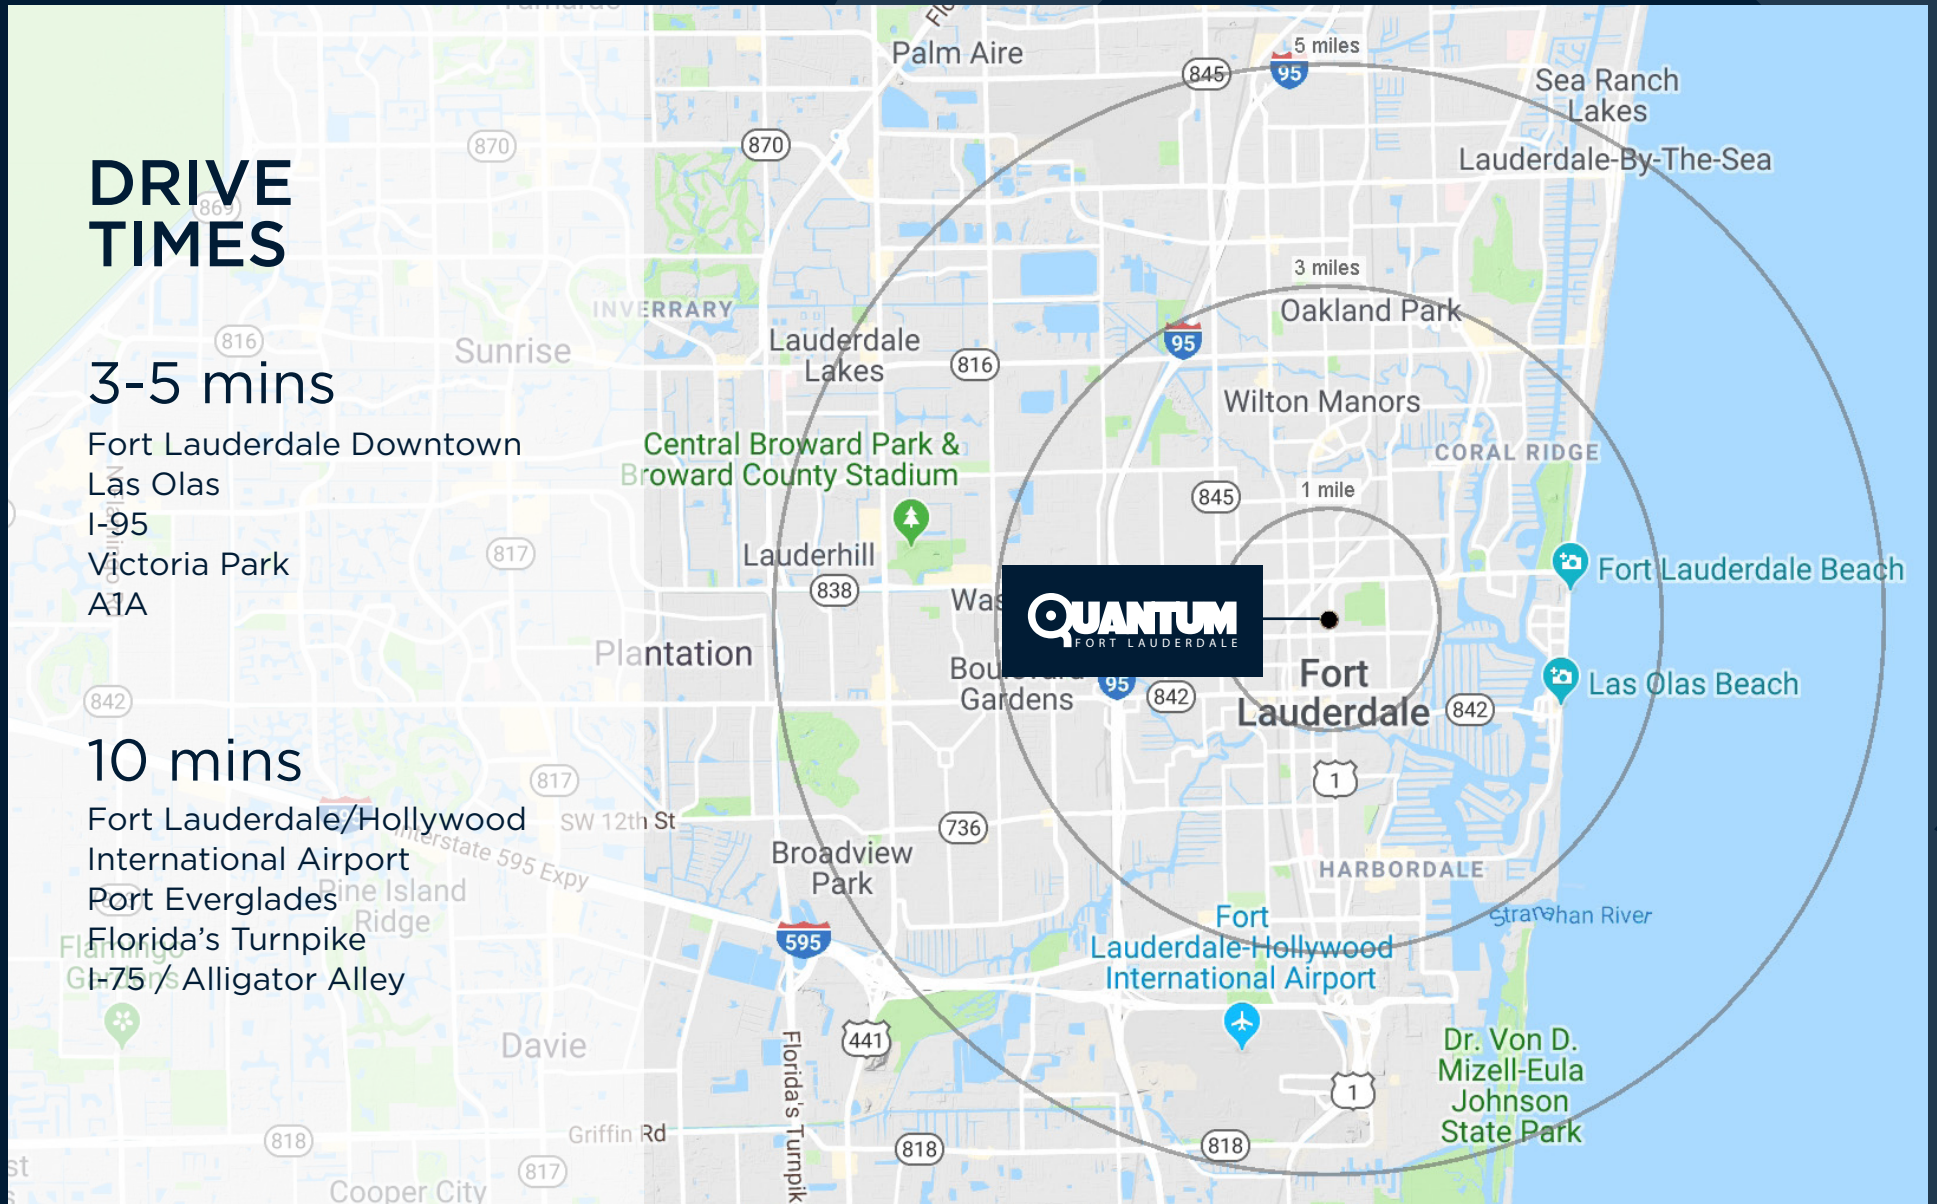 DRIVE
TIMES
3-5 mins
Fort Lauderdale Downtown
Las Olas
I-95
Victoria Park
A1A
10 mins
Fort Lauderdale/Hollywood
International Airport
Port Everglades
Florida's Turnpike
I-75 / Alligator Alley
Palm Aire
845
95
5 miles
Sea Ranch
Lakes
870
870
Lauderdale-By-The-Sea
869
3 miles
INVERRARY
Oakland Park
816
Sunrise
Lauderdale
Lakes
816
95
Wilton Manors
Central Broward Park &
Broward County Stadium
CORAL RIDGE
845
1 mile
817
Lauderhill
838
Fort Lauderdale Beach
QUANTUM
FORT LAUDERDALE
Plantation
Gardens
95
842
Fort
Lauderdale
842
Las Olas Beach
842
1
817
SW 12th St
736
Interstate 595 Expy
Broadview
Park
HARBORDALE
Pine Island
Ridge
Stranahan River
Fort
Lauderdale-Hollywood
International Airport
595
Flamingo
Gardens
441
Davie
Florida's
Dr. Von D.
Mizell-Eula
Johnson
State Park
1
818
Griffin Rd
818
818
817
Cooper City